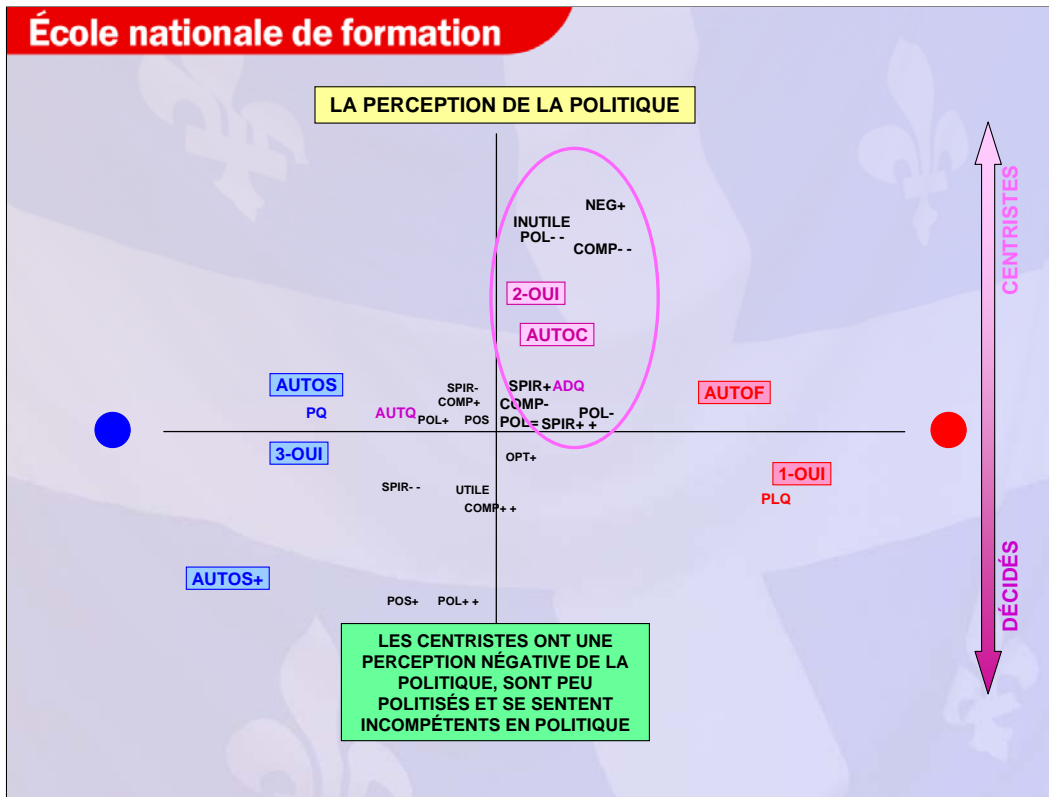 École nationale de formation
LA PERCEPTION DE LA POLITIQUE
CENTRISTES
NEG+
INUTILE
POL- -
COMP- -
2-OUI
AUTOC
AUTOS
SPIR-
SPIR+ ADQ
AUTOF
COMP+
COMP-
PQ
AUTQ
POL+
POS
POL=
SPIR+ +
POL-
3-OUI
OPT+
1-OUI
SPIR- -
UTILE
PLQ
COMP+ +
DÉCIDÉS
AUTOS+
POS+
POL+ +
LES CENTRISTES ONT UNE
PERCEPTION NÉGATIVE DE LA
POLITIQUE, SONT PEU
POLITISÉS ET SE SENTENT
INCOMPÉTENTS EN POLITIQUE